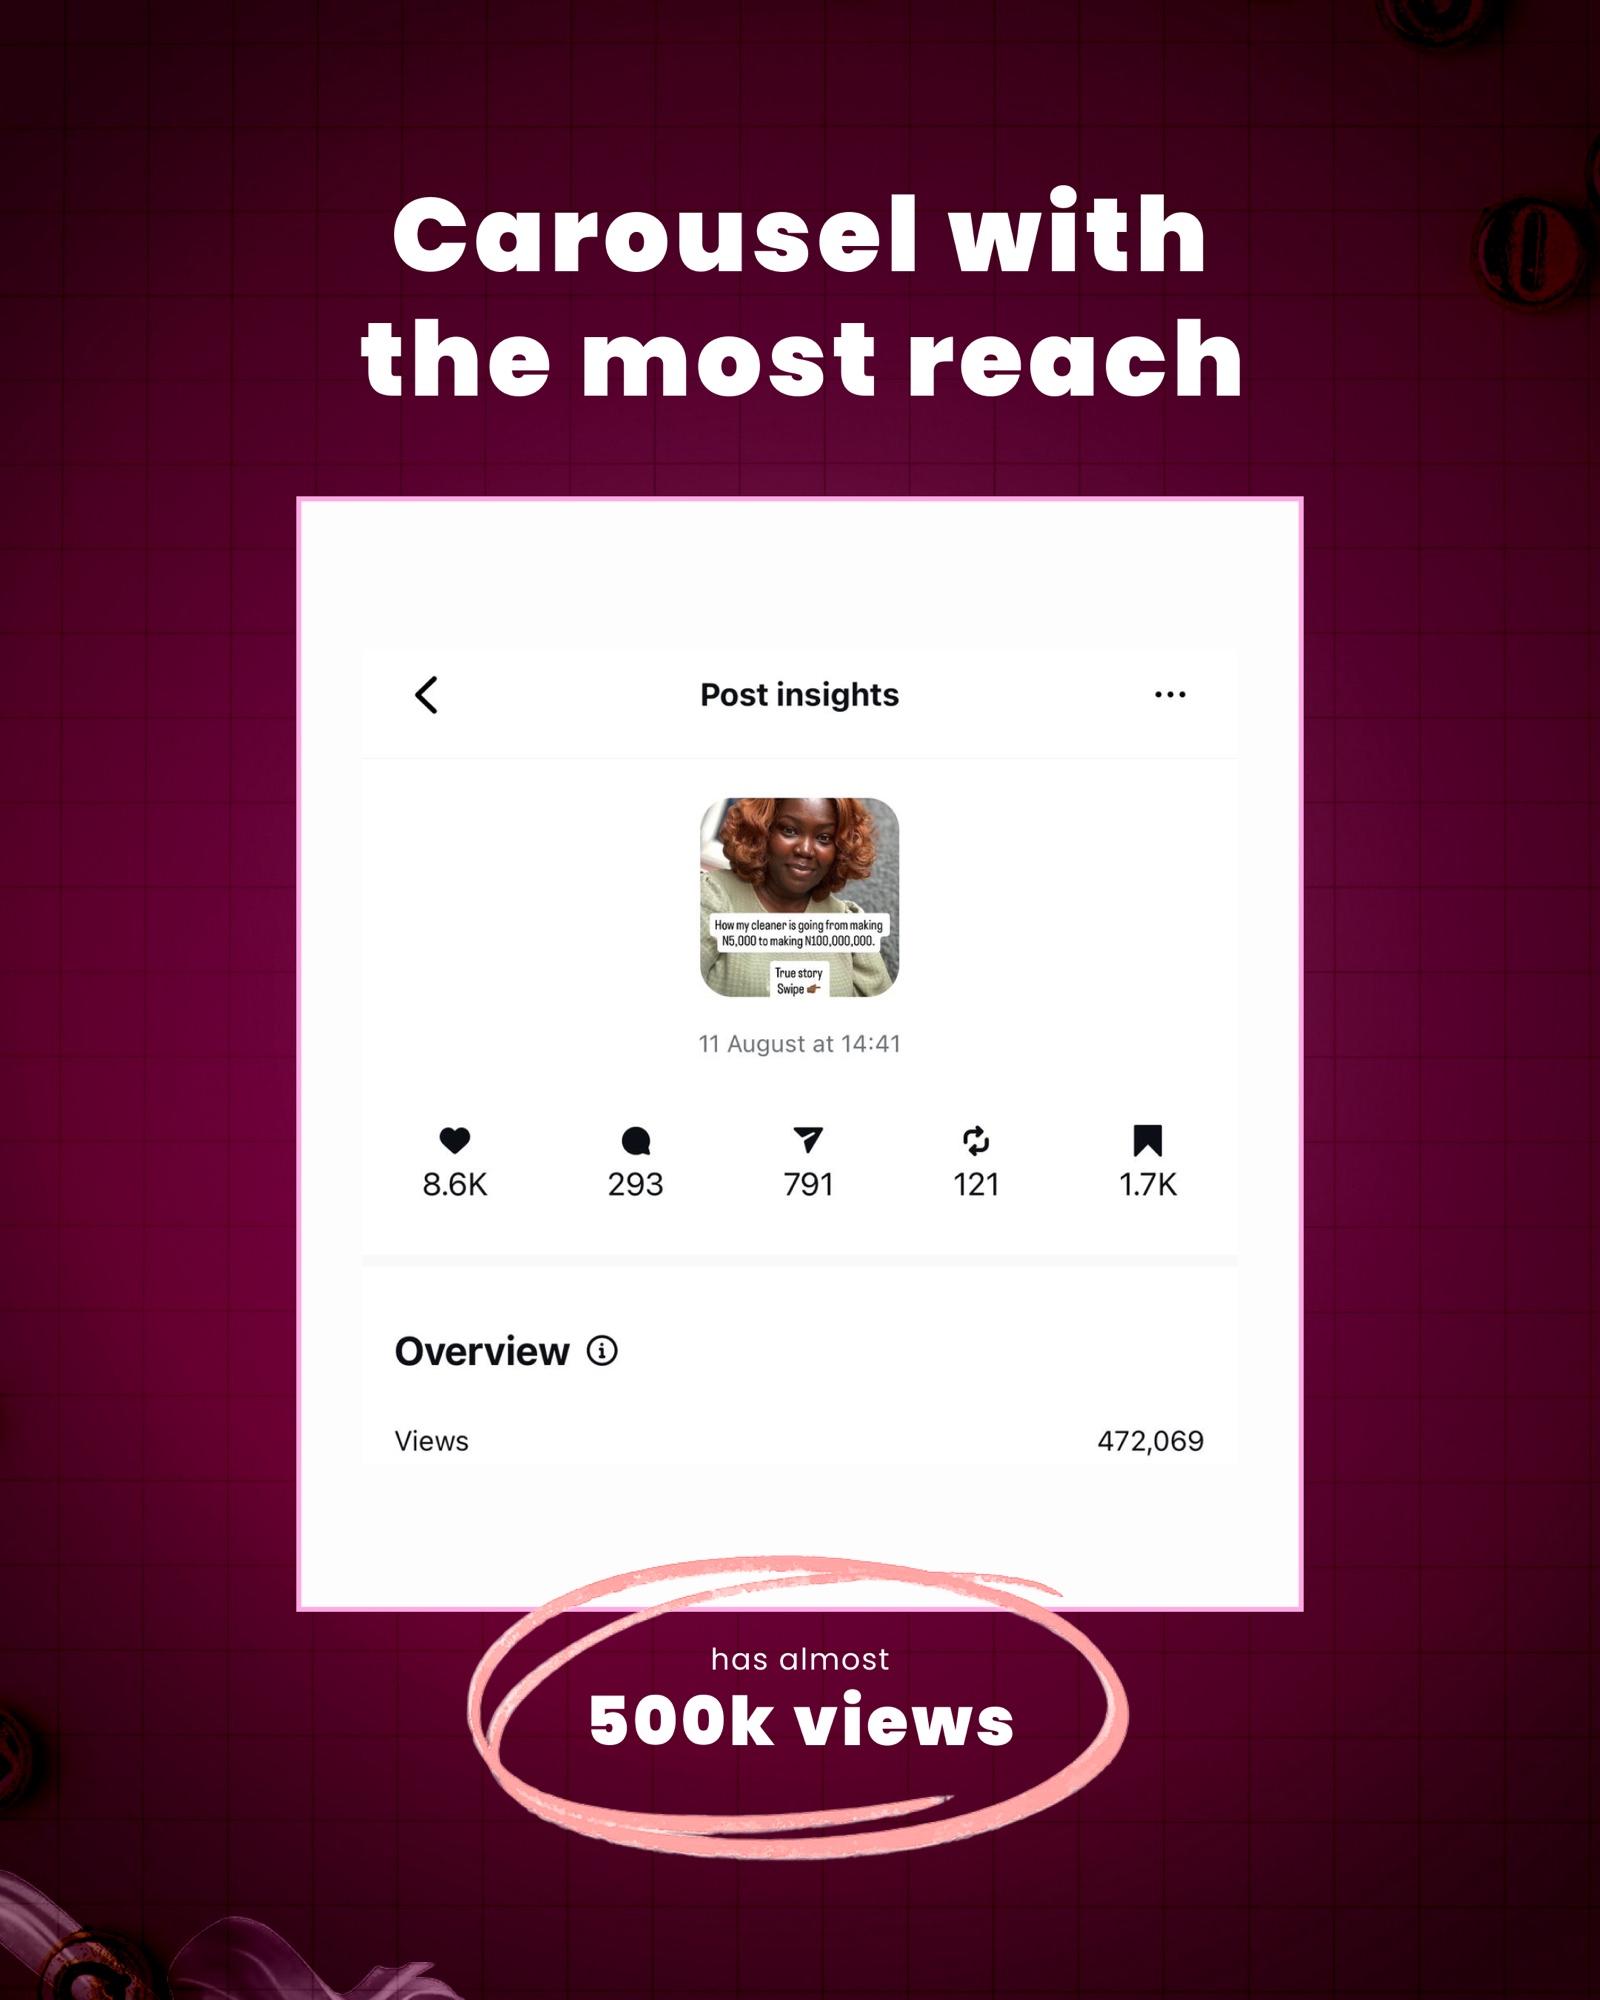 Carousel with
the most reach
Post insights
How my cleaner is going from making
N5,000 to making N100,000,000.
True story
Swipe 👉🏾
11 August at 14:41
8.6K 293 791 121 1.7K
Overview
Views 472,069
has almost
500k views